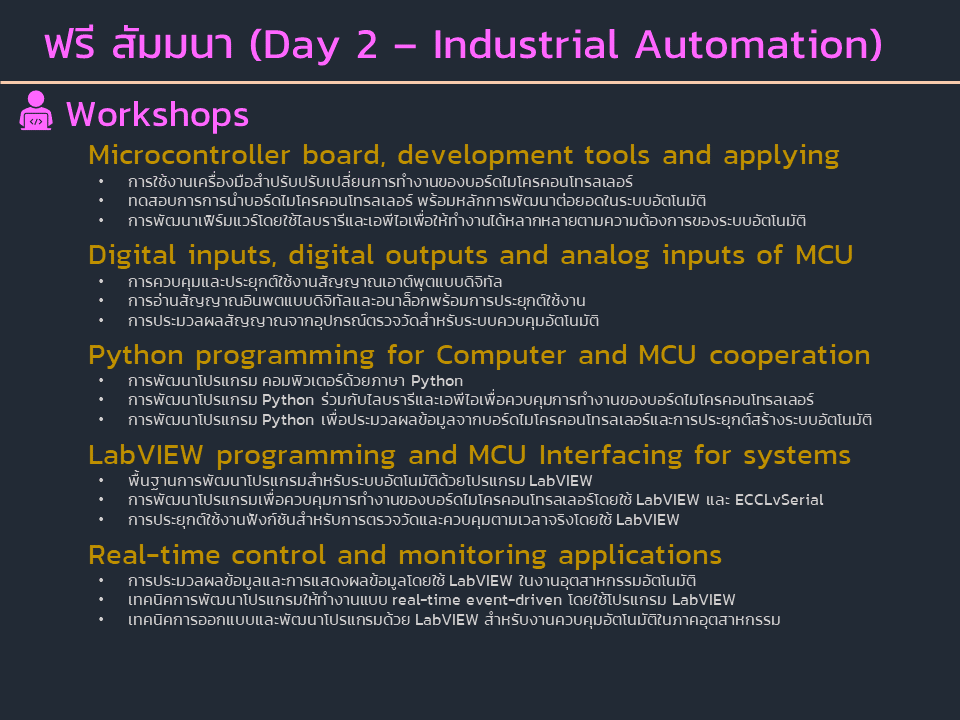 ฟรี สัมมนา (Day 2 – Industrial Automation)
Workshops
Microcontroller board, development tools and applying
• การใช้งานเครื่องมือสำปรับปรับเปลี่ยนการทำงานของบอร์ดไมโครคอนโทรลเลอร์
• ทดสอบการการนำบอร์ดไมโครคอนโทรลเลอร์ พร้อมหลักการพัฒนาต่อยอดในระบบอัตโนมัติ
• การพัฒนาเฟิร์มแวร์โดยใช้ไลบรารีและเอพีไอเพื่อให้ทำงานได้หลากหลายตามความต้องการของระบบอัตโนมัติ
Digital inputs, digital outputs and analog inputs of MCU
• การควบคุมและประยุกต์ใช้งานสัญญาณเอาต์พุตแบบดิจิทัล
• การอ่านสัญญาณอินพตแบบดิจิทัลและอนาล็อกพร้อมการประยุกต์ใช้งาน
• การประมวลผลสัญญาณจากอุปกรณ์ตรวจวัดสำหรับระบบควบคุมอัตโนมัติ
Python programming for Computer and MCU cooperation
• การพัฒนาโปรแกรม คอมพิวเตอร์ด้วยภาษา Python
• การพัฒนาโปรแกรม Python ร่วมกับไลบรารีและเอพีไอเพื่อควบคุมการทำงานของบอร์ดไมโครคอนโทรลเลอร์
• การพัฒนาโปรแกรม Python เพื่อประมวลผลข้อมูลจากบอร์ดไมโครคอนโทรลเลอร์และการประยุกต์สร้างระบบอัตโนมัติ
LabVIEW programming and MCU Interfacing for systems
• พื้นฐานการพัฒนาโปรแกรมสำหรับระบบอัตโนมัติด้วยโปรแกรม LabVIEW
• การพัฒนาโปรแกรมเพื่อควบคุมการทำงานของบอร์ดไมโครคอนโทรลเลอร์โดยใช้ LabVIEW และ ECCLvSerial
• การประยุกต์ใช้งานฟังก์ชันสำหรับการตรวจวัดและควบคุมตามเวลาจริงโดยใช้ LabVIEW
Real-time control and monitoring applications
• การประมวลผลข้อมูลและการแสดงผลข้อมูลโดยใช้ LabVIEW ในงานอุตสาหกรรมอัตโนมัติ
• เทคนิคการพัฒนาโปรแกรมให้ทำงานแบบ real-time event-driven โดยใช้โปรแกรม LabVIEW
• เทคนิคการออกแบบและพัฒนาโปรแกรมด้วย LabVIEW สำหรับงานควบคุมอัตโนมัติในภาคอุตสาหกรรม